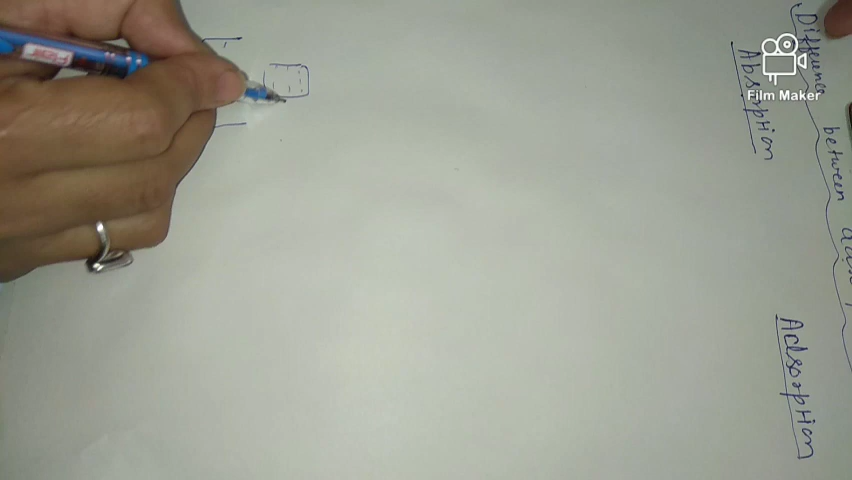 Difference between
Absorption
Adsorption
Film Maker